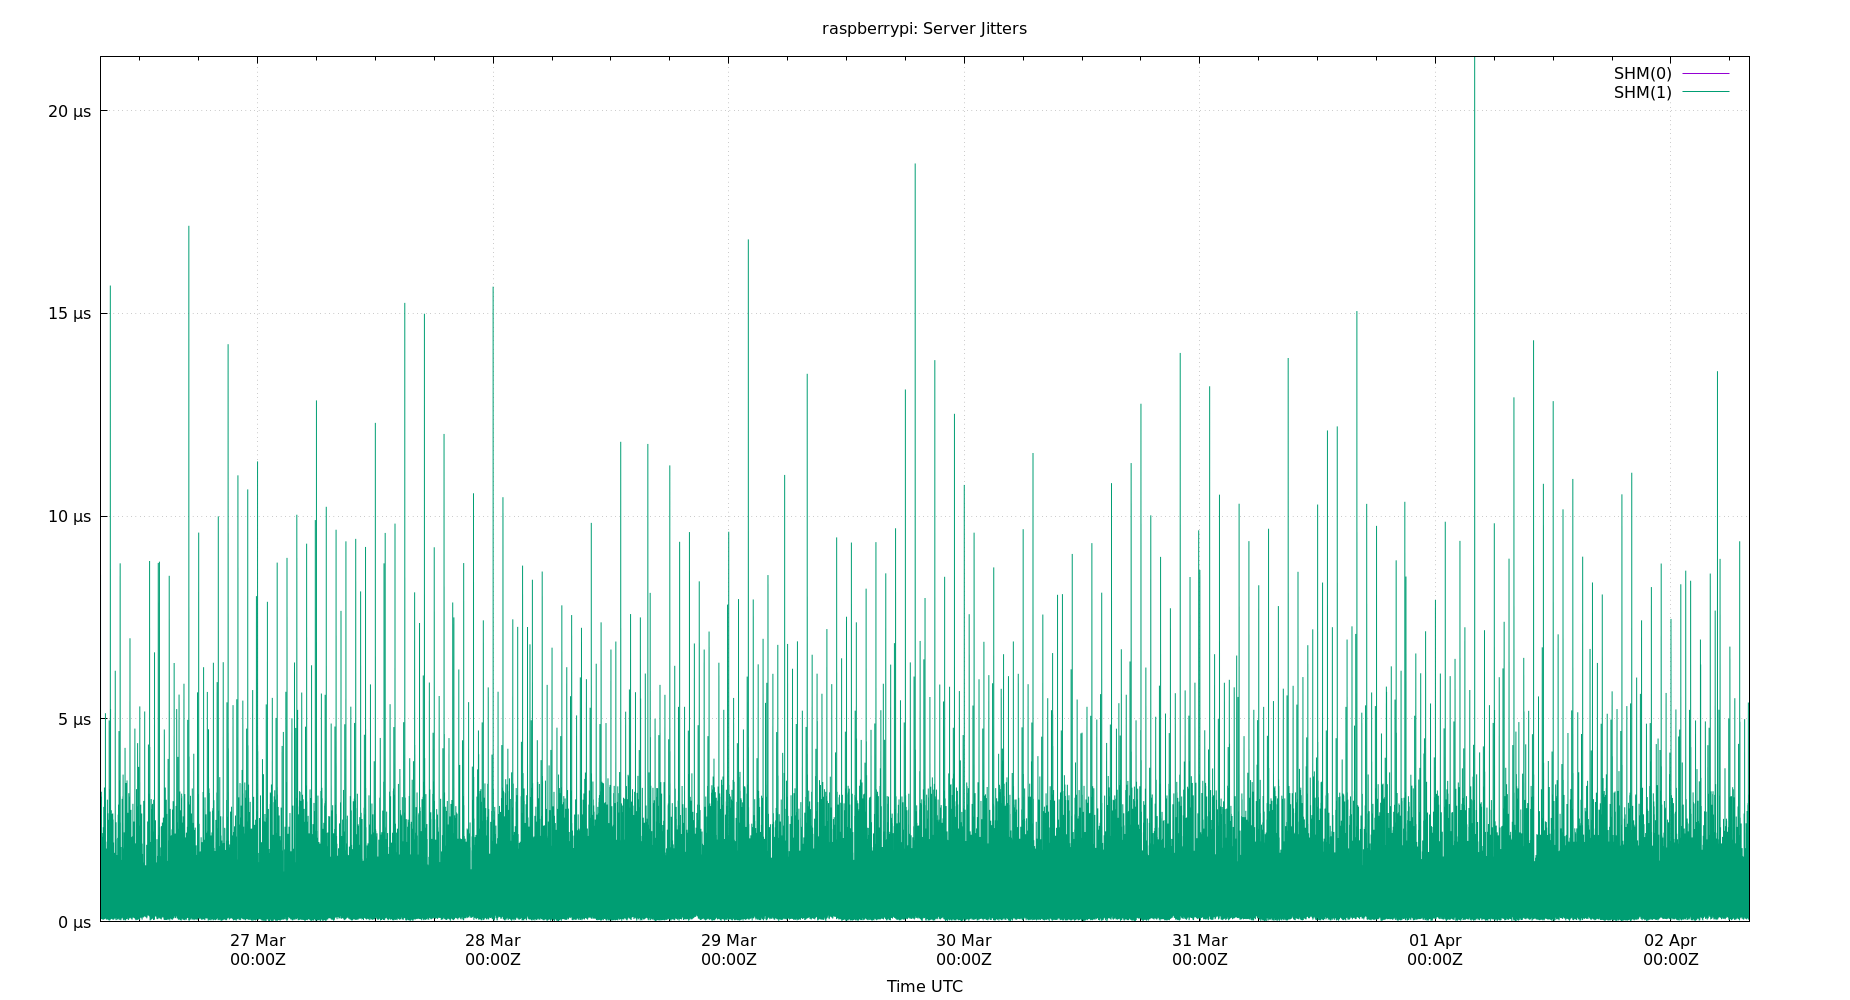 raspberrypi: Server Jitters
SHM(0)
SHM(1)
20 µs
15 µs
10 µs
5 µs
0 µs
27 Mar 28 Mar 29 Mar 30 Mar 31 Mar 01 Apr 02 Apr
00:00Z 00:00Z 00:00Z 00:00Z 00:00Z 00:00Z 00:00Z
Time UTC